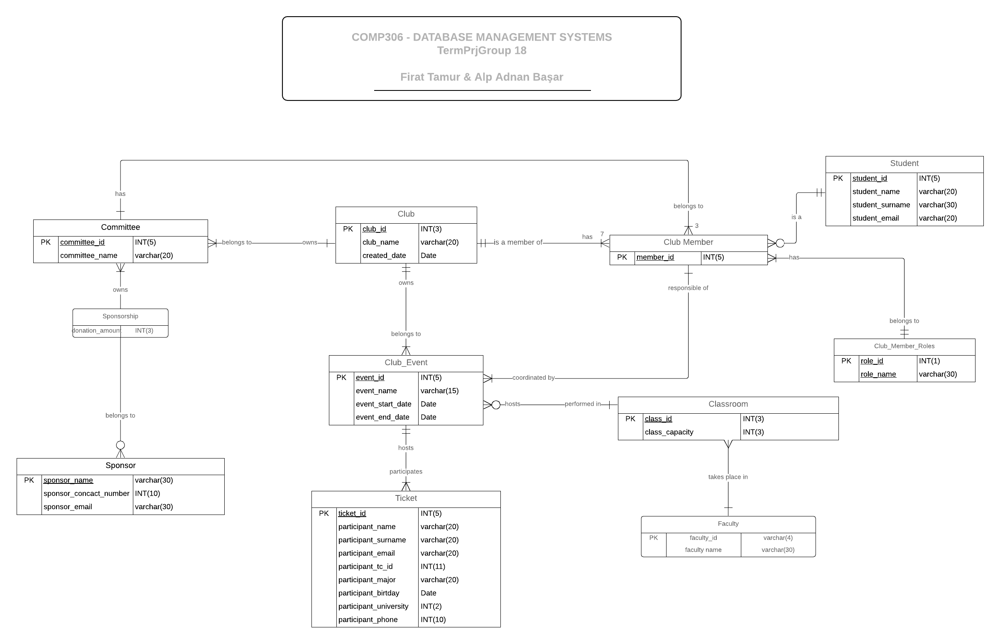 COMP306 - DATABASE MANAGEMENT SYSTEMS
TermPrjGroup 18
Firat Tamur & Alp Adnan Başar
has
belongs to
3
Committee
PK committee_id INT(5)
committee_name varchar(20)
belongs to
owns
Club
PK club_id INT(3)
club_name varchar(20)
created_date Date
is a member of
has
7
Club Member
PK member_id INT(5)
is a
Student
PK student_id INT(5)
student_name varchar(20)
student_surname varchar(30)
student_email varchar(20)
has
belongs to
Club_Member_Roles
PK role_id INT(1)
role_name varchar(30)
owns
Sponsorship
donation_amount INT(3)
belongs to
Sponsor
PK sponsor_name varchar(30)
sponsor_concact_number INT(10)
sponsor_email varchar(30)
owns
belongs to
responsible of
coordinated by
Club_Event
PK event_id INT(5)
event_name varchar(15)
event_start_date Date
event_end_date Date
hosts
performed in
Classroom
PK class_id INT(3)
class_capacity INT(3)
takes place in
Faculty
PK faculty_id varchar(4)
faculty name varchar(30)
hosts
participates
Ticket
PK ticket_id INT(5)
participant_name varchar(20)
participant_surname varchar(20)
participant_email varchar(20)
participant_tc_id INT(11)
participant_major varchar(20)
participant_birtday Date
participant_university INT(2)
participant_phone INT(10)